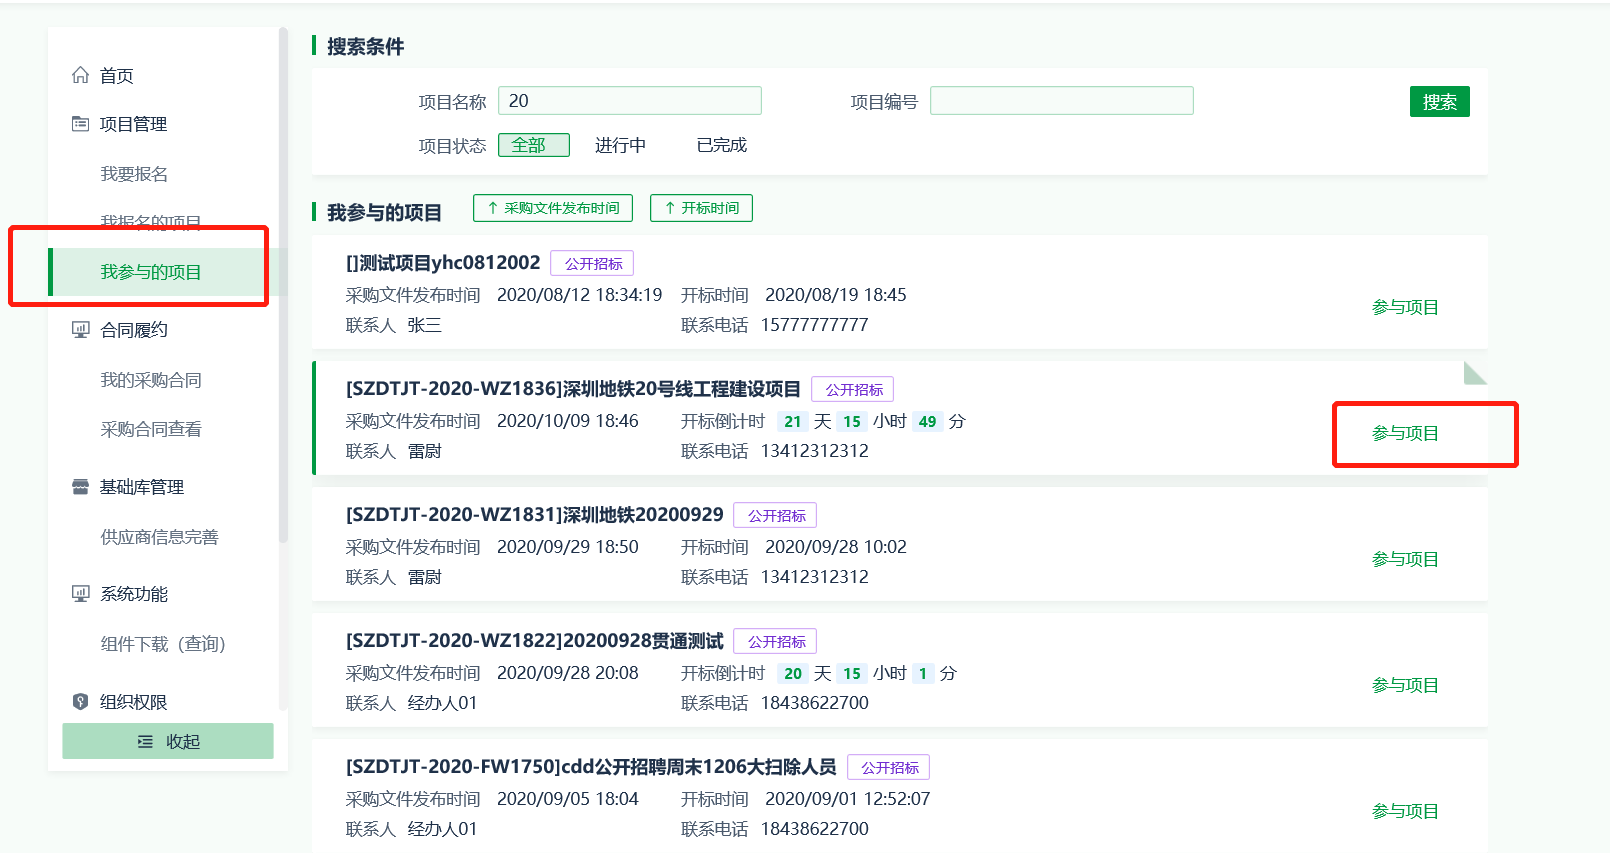 首页
项目管理
我要报名
我报名的项目
我参与的项目
合同履约
我的采购合同
采购合同查看
基础库管理
供应商信息完善
系统功能
组件下载（查询）
组织权限
收起
搜索条件
项目名称 20 项目编号 搜索
项目状态 全部 进行中 已完成
我参与的项目 ↑ 采购文件发布时间 ↑ 开标时间
[]测试项目yhc0812002 公开招标
采购文件发布时间 2020/08/12 18:34:19 开标时间 2020/08/19 18:45
参与项目
联系人 张三 联系电话 15777777777
[SZDTJT-2020-WZ1836]深圳地铁20号线工程建设项目 公开招标
采购文件发布时间 2020/10/09 18:46 开标倒计时 21 天 15 小时 49 分
参与项目
联系人 雷尉 联系电话 13412312312
[SZDTJT-2020-WZ1831]深圳地铁20200929 公开招标
采购文件发布时间 2020/09/29 18:50 开标时间 2020/09/28 10:02
参与项目
联系人 雷尉 联系电话 13412312312
[SZDTJT-2020-WZ1822]20200928贯通测试 公开招标
采购文件发布时间 2020/09/28 20:08 开标倒计时 20 天 15 小时 1 分
参与项目
联系人 经办人01 联系电话 18438622700
[SZDTJT-2020-FW1750]cdd公开招聘周末1206大扫除人员 公开招标
采购文件发布时间 2020/09/05 18:04 开标时间 2020/09/01 12:52:07
参与项目
联系人 经办人01 联系电话 18438622700